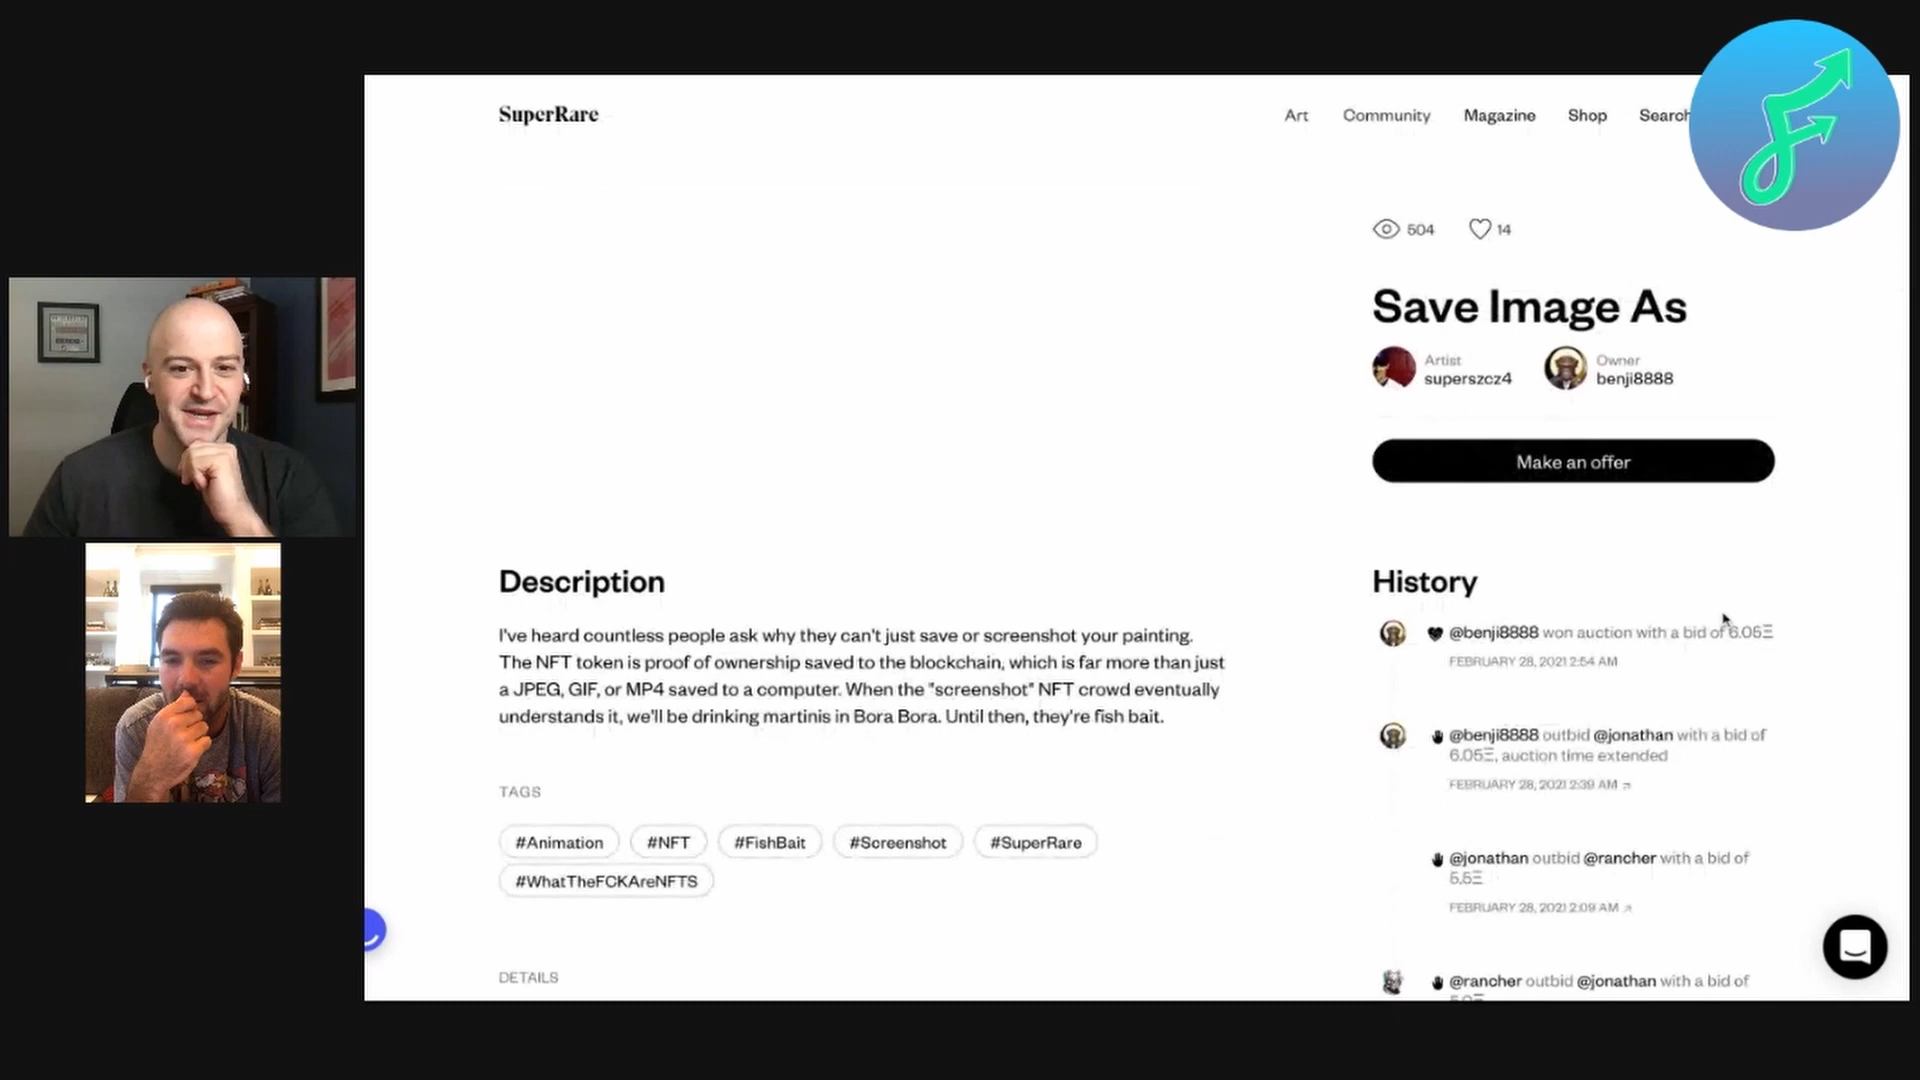 SuperRare
Art Community Magazine Shop Search
504 14
Save Image As
Artist
superszcz4
Owner
benji8888
Make an offer
Description
I've heard countless people ask why they can't just save or screenshot your painting.
The NFT token is proof of ownership saved to the blockchain, which is far more than just
a JPEG, GIF, or MP4 saved to a computer. When the "screenshot" NFT crowd eventually
understands it, we'll be drinking martinis in Bora Bora. Until then, they're fish bait.
TAGS
#Animation #NFT #FishBait #Screenshot #SuperRare
#WhatTheFCKAreNFTS
DETAILS
History
@benji8888 won auction with a bid of 6.05Ξ
FEBRUARY 28, 2021 2:54 AM
@benji8888 outbid @jonathan with a bid of
6.05Ξ, auction time extended
FEBRUARY 28, 2021 2:39 AM
@jonathan outbid @rancher with a bid of
5.5Ξ
FEBRUARY 28, 2021 2:09 AM
@rancher outbid @jonathan with a bid of